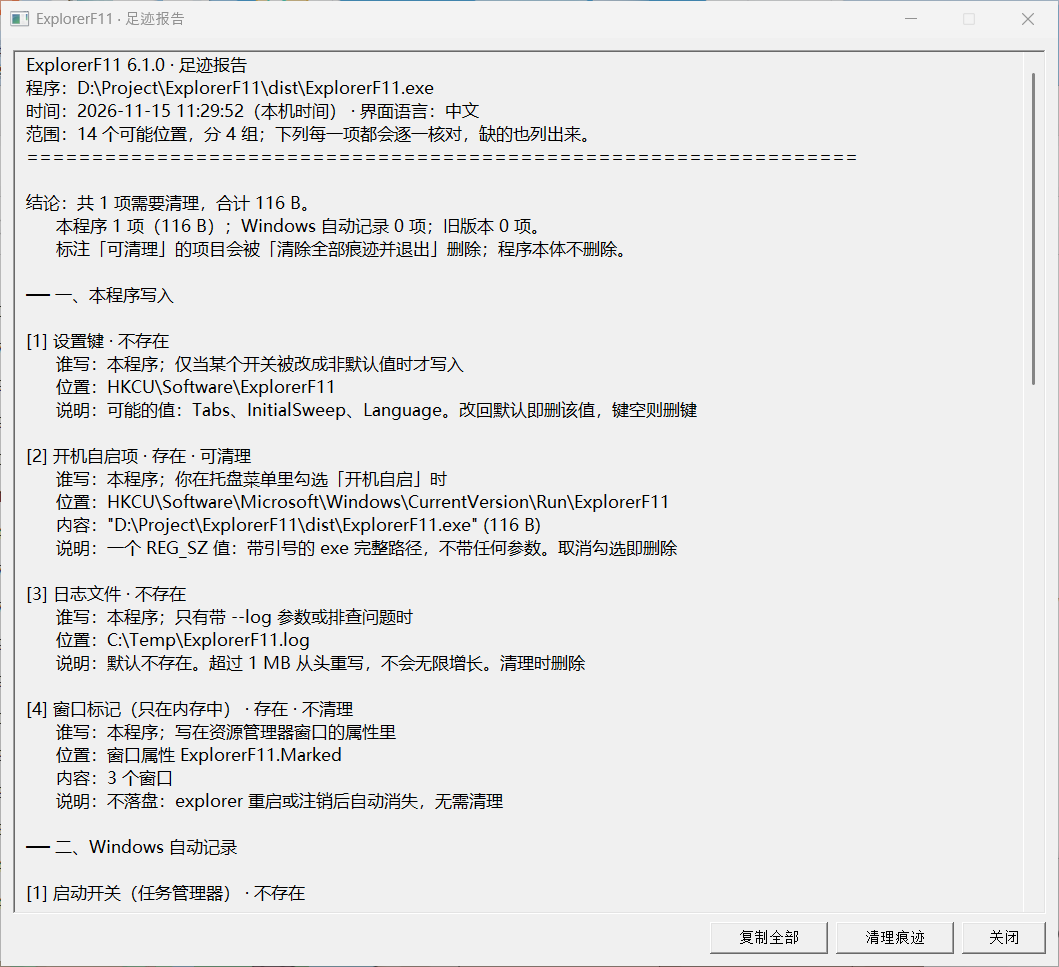 ExplorerF11 · 足迹报告
ExplorerF11 6.1.0 · 足迹报告
程序：D:\Project\ExplorerF11\dist\ExplorerF11.exe
时间：2026-11-15 11:29:52（本机时间） · 界面语言：中文
范围：14 个可能位置，分 4 组；下列每一项都会逐一核对，缺的也列出来。
================================================================
结论：共 1 项需要清理，合计 116 B。
本程序 1 项（116 B）；Windows 自动记录 0 项；旧版本 0 项。
标注「可清理」的项目会被「清除全部痕迹并退出」删除；程序本体不删除。
── 一、本程序写入
[1] 设置键 · 不存在
谁写：本程序；仅当某个开关被改成非默认值时才写入
位置：HKCU\Software\ExplorerF11
说明：可能的值：Tabs、InitialSweep、Language。改回默认即删该值，键空则删键
[2] 开机自启项 · 存在 · 可清理
谁写：本程序；你在托盘菜单里勾选「开机自启」时
位置：HKCU\Software\Microsoft\Windows\CurrentVersion\Run\ExplorerF11
内容："D:\Project\ExplorerF11\dist\ExplorerF11.exe" (116 B)
说明：一个 REG_SZ 值：带引号的 exe 完整路径，不带任何参数。取消勾选即删除
[3] 日志文件 · 不存在
谁写：本程序；只有带 --log 参数或排查问题时
位置：C:\Temp\ExplorerF11.log
说明：默认不存在。超过 1 MB 从头重写，不会无限增长。清理时删除
[4] 窗口标记（只在内存中） · 存在 · 不清理
谁写：本程序；写在资源管理器窗口的属性里
位置：窗口属性 ExplorerF11.Marked
内容：3 个窗口
说明：不落盘：explorer 重启或注销后自动消失，无需清理
── 二、Windows 自动记录
[1] 启动开关（任务管理器） · 不存在
复制全部
清理痕迹
关闭